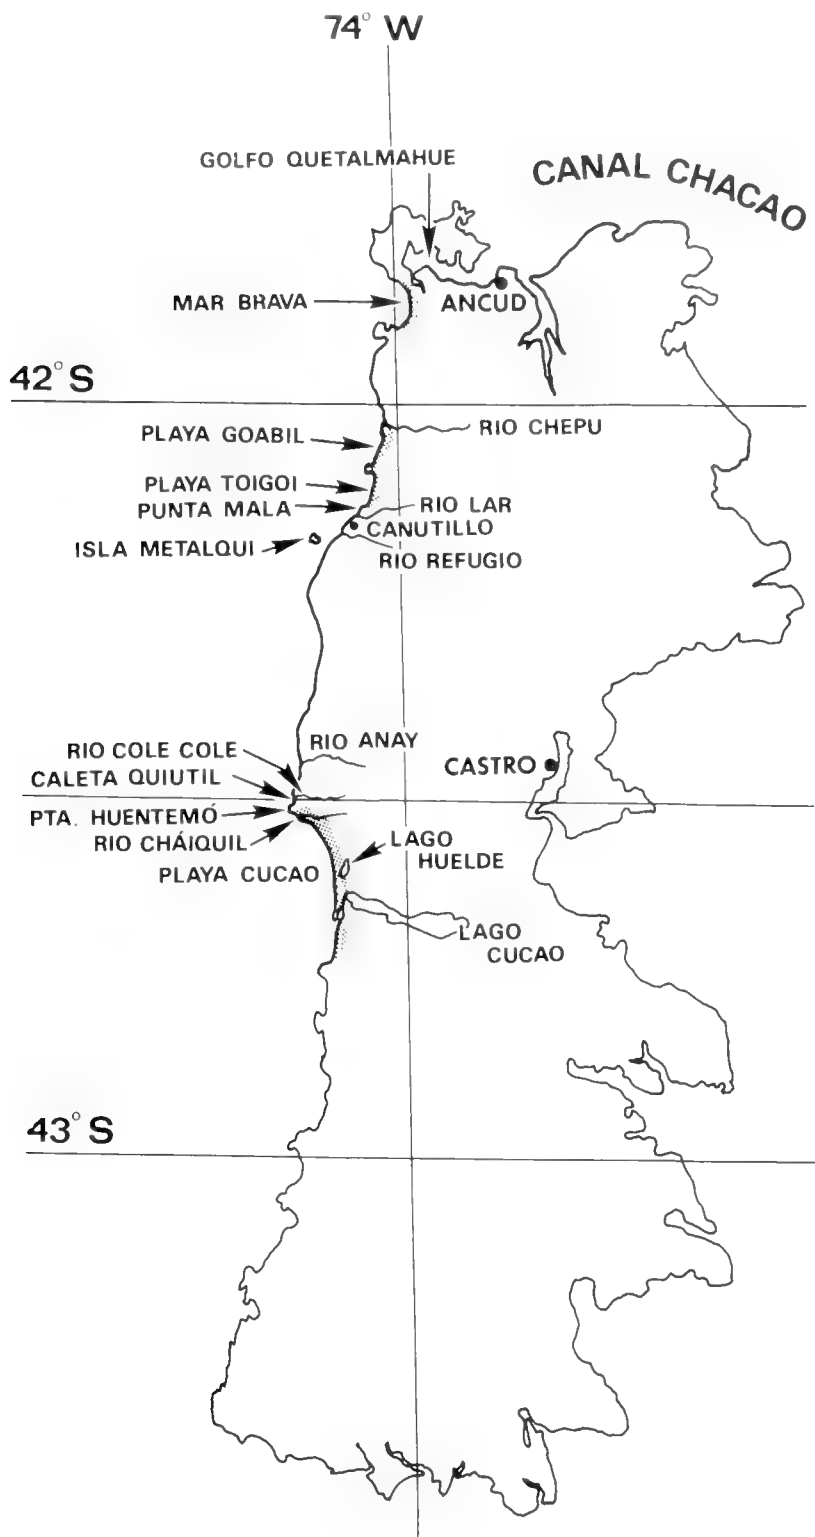 74° W
GOLFO QUETALMAHUE
CANAL CHACAO
MAR BRAVA
ANCUD
42° S
PLAYA GOABIL
RIO CHEPU
PLAYA TOIGOI
PUNTA MALA
RIO LAR
CANUTILLO
ISLA METALQUI
RIO REFUGIO
RIO COLE COLE
RIO ANAY
CALETA QUIUTIL
CASTRO
PTA. HUENTEMÓ
RIO CHÁIQUIL
LAGO
HUELDE
PLAYA CUCAO
LAGO
CUCAO
43° S